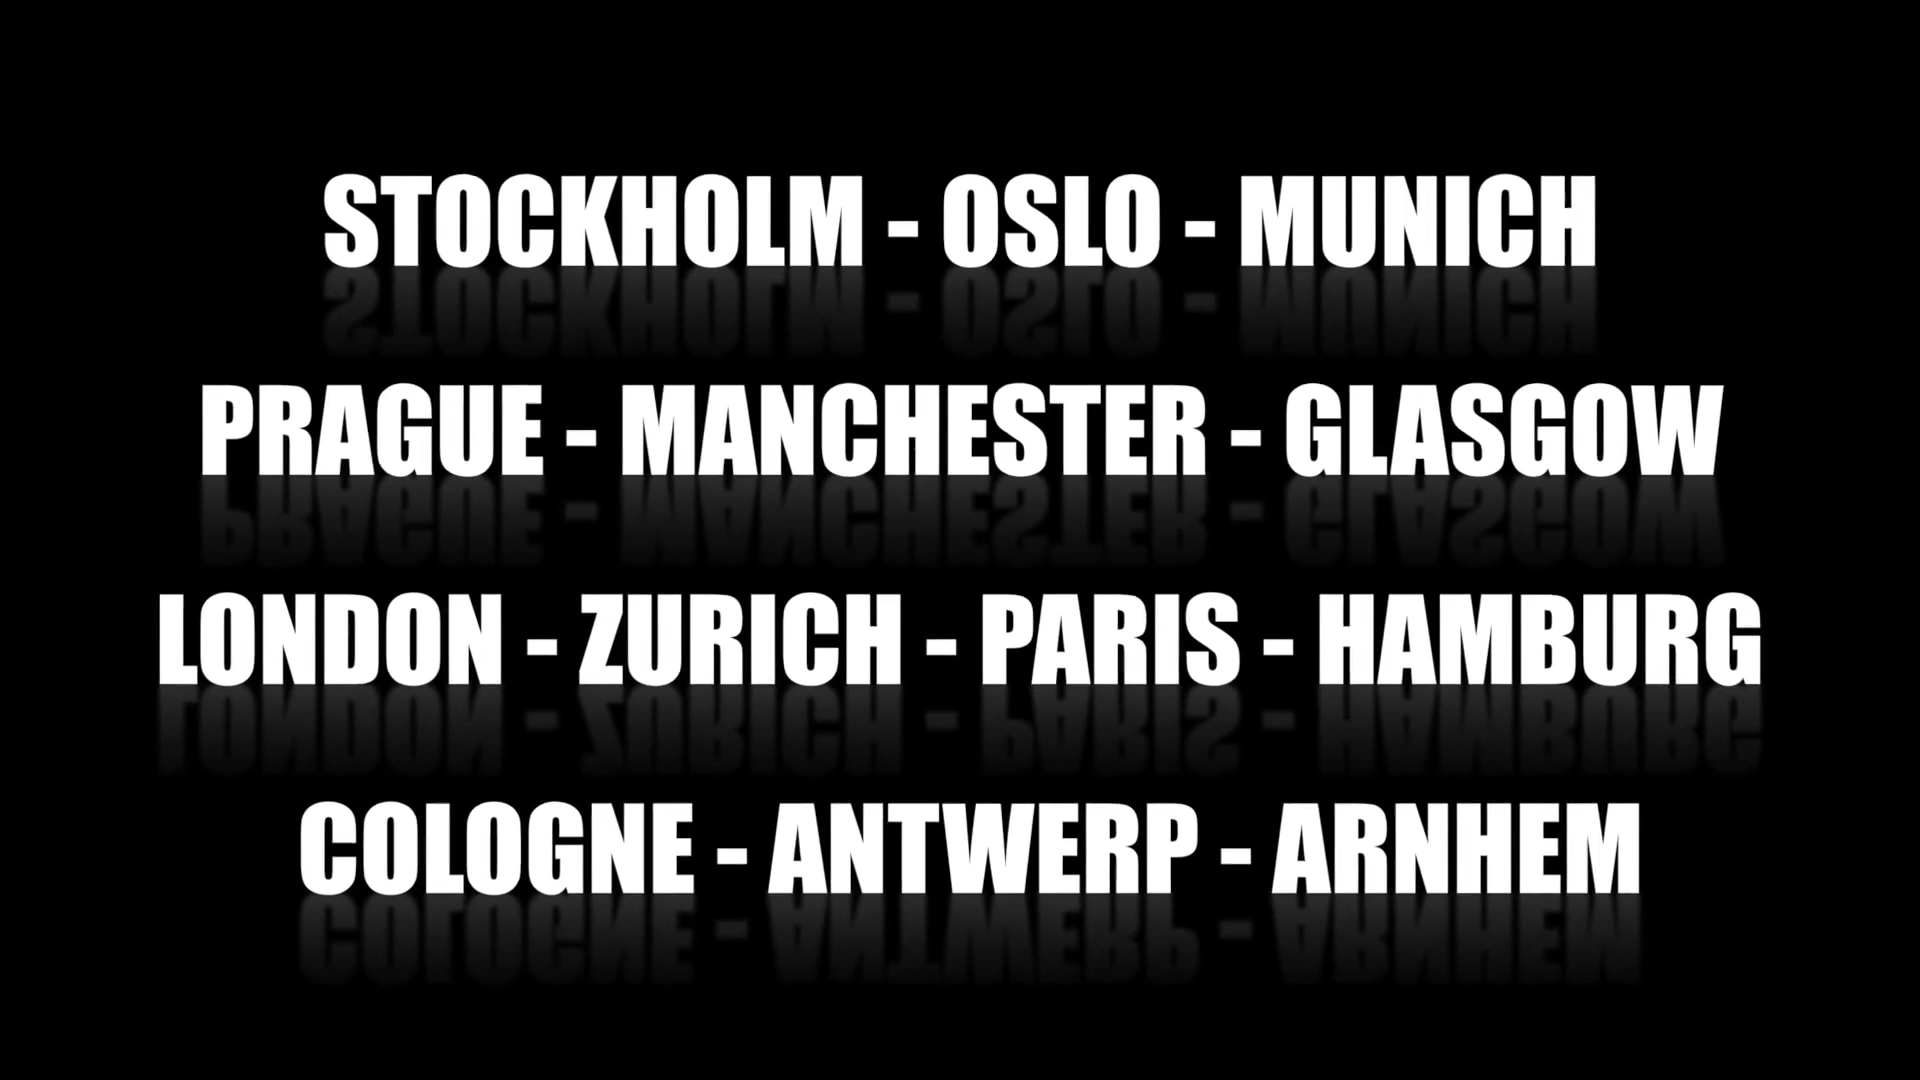 STOCKHOLM - OSLO - MUNICH
PRAGUE - MANCHESTER - GLASGOW
LONDON - ZURICH - PARIS - HAMBURG
COLOGNE - ANTWERP - ARNHEM